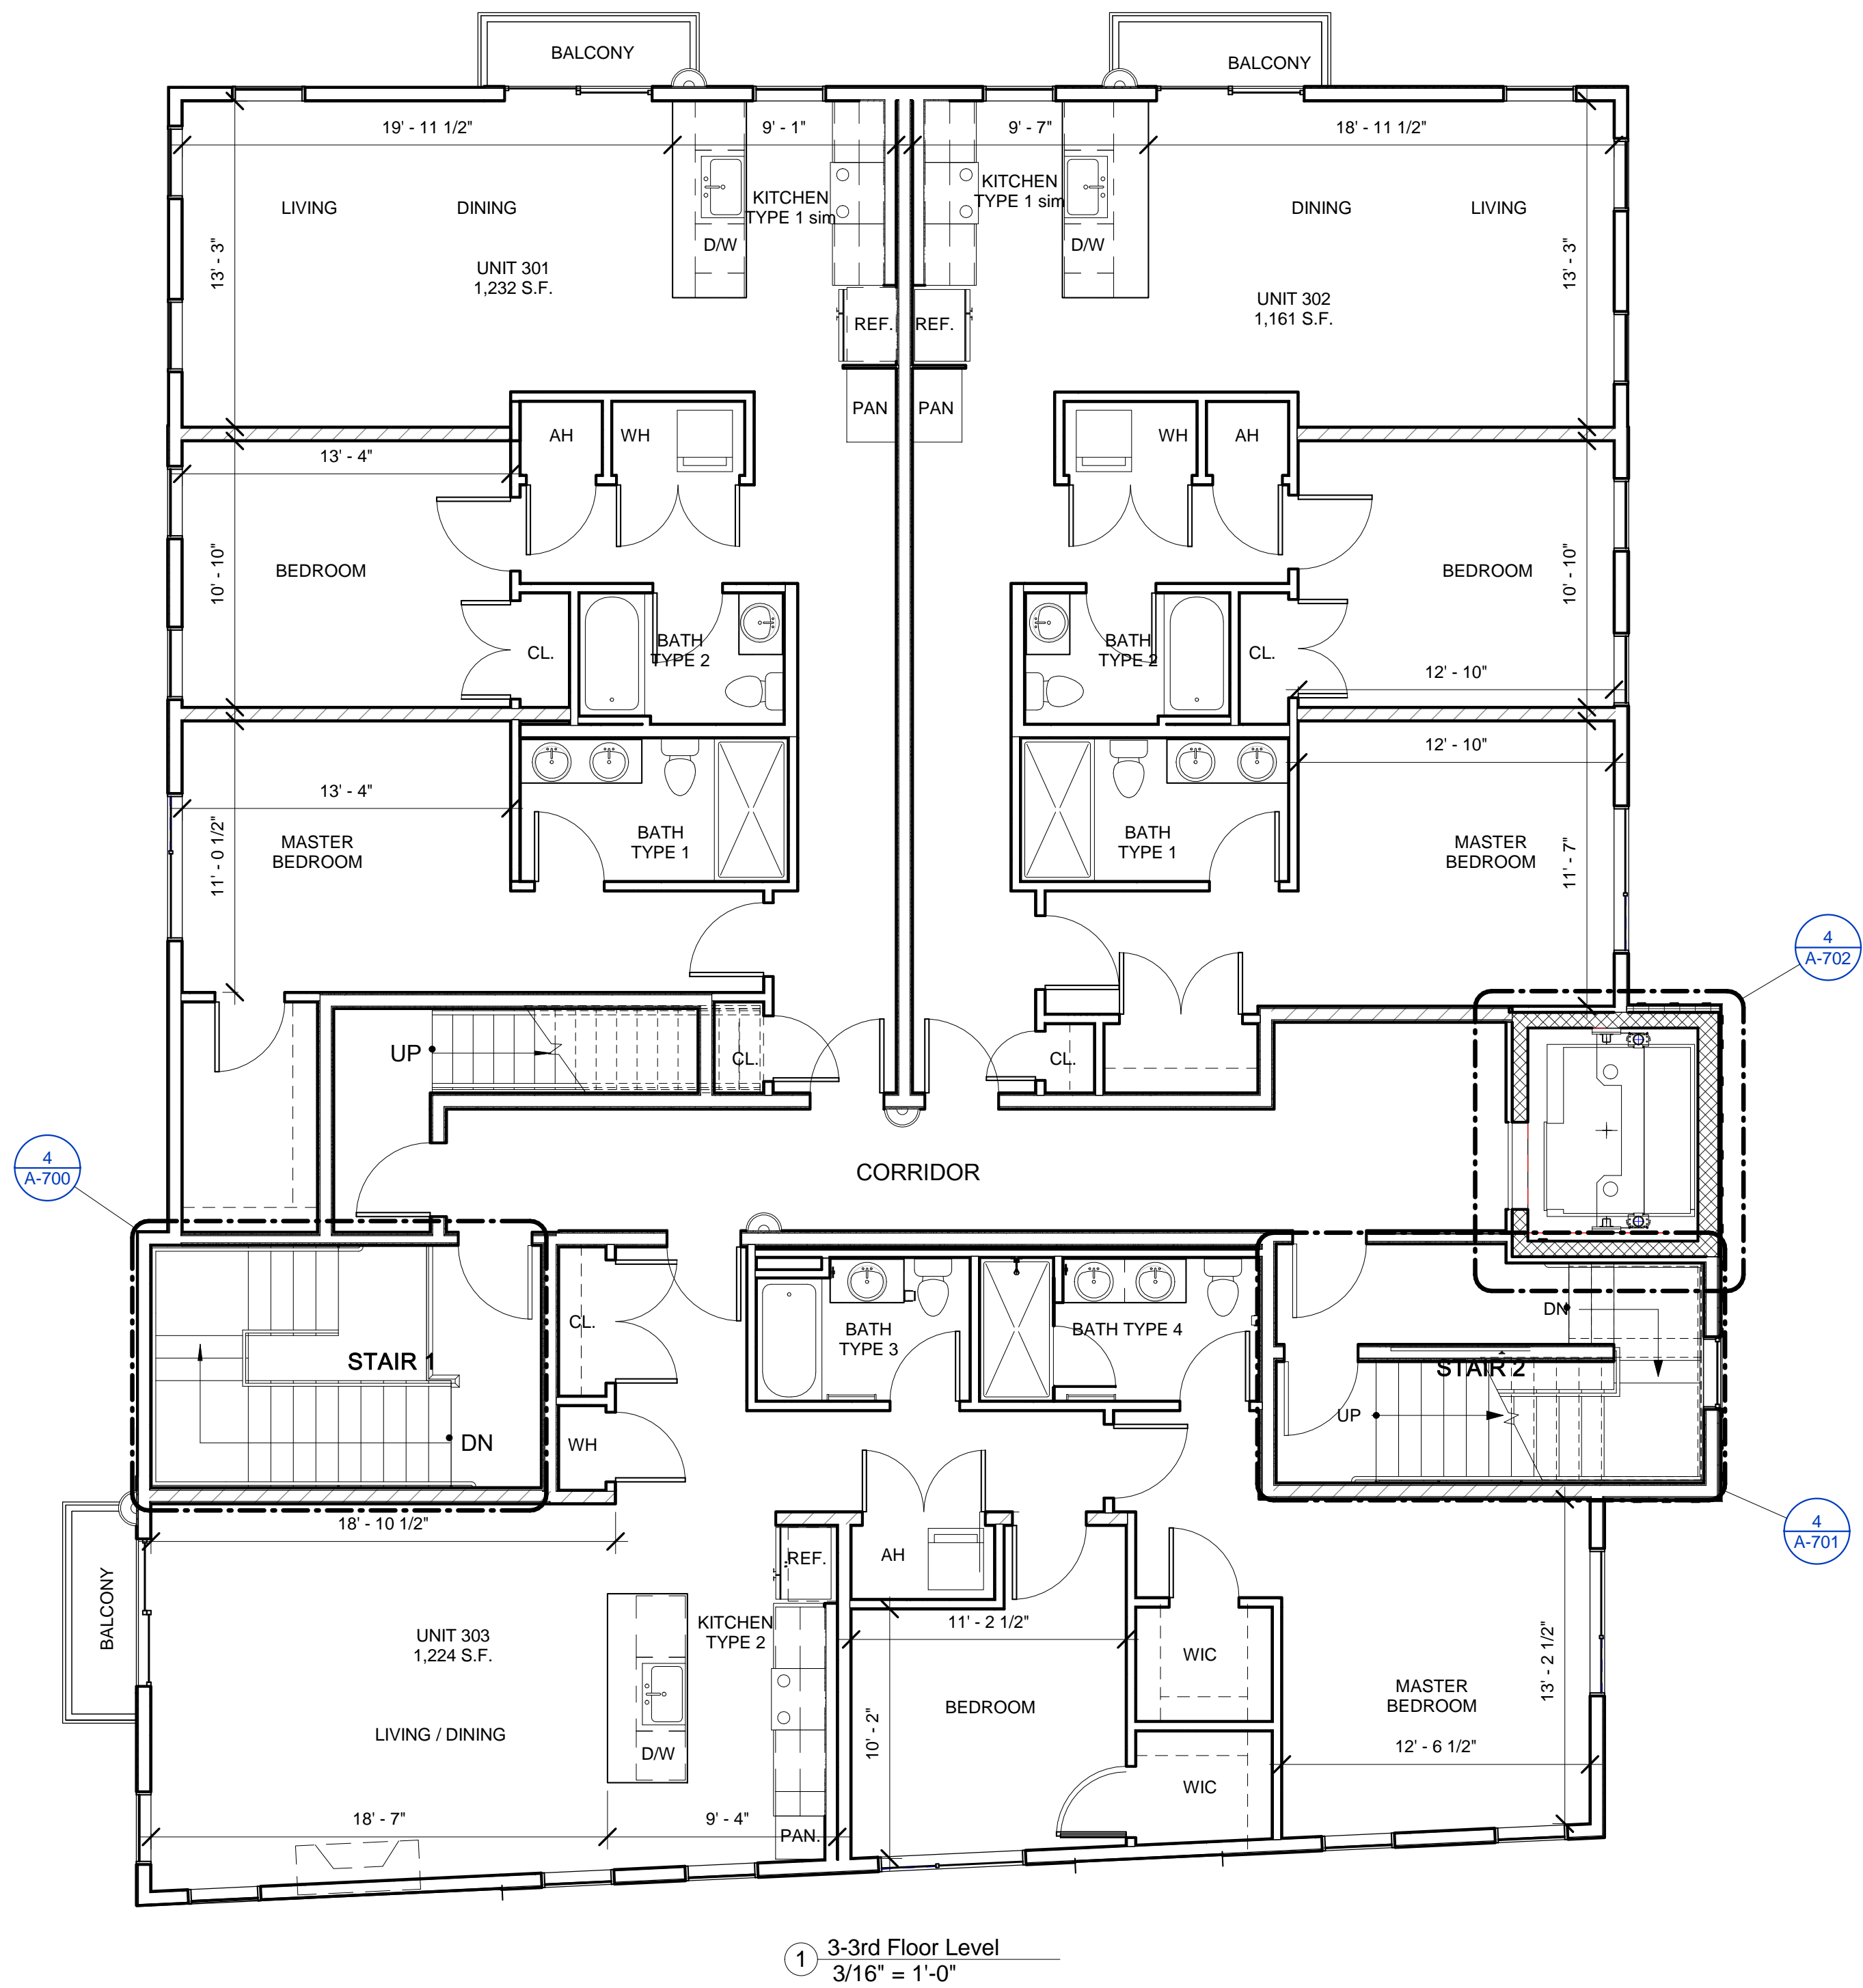 BALCONY
BALCONY
19' - 11 1/2"
9' - 1"
9' - 7"
18' - 11 1/2"
LIVING
DINING
KITCHEN
TYPE 1 sim
KITCHEN
TYPE 1 sim
DINING
LIVING
D/W
D/W
13' - 3"
13' - 3"
UNIT 301
1,232 S.F.
UNIT 302
1,161 S.F.
REF.
REF.
PAN
PAN
AH
WH
WH
AH
13' - 4"
BEDROOM
10' - 10"
BEDROOM
10' - 10"
CL.
BATH
TYPE 2
BATH
TYPE 2
CL.
12' - 10"
12' - 10"
13' - 4"
MASTER
BEDROOM
11' - 0 1/2"
BATH
TYPE 1
BATH
TYPE 1
MASTER
BEDROOM
11' - 7"
4
A-702
UP
CL.
CL.
4
A-700
CORRIDOR
CL.
STAIR 1
DN
WH
BATH
TYPE 3
BATH TYPE 4
DN
STAIR 2
UP
18' - 10 1/2"
REF.
AH
4
A-701
BALCONY
UNIT 303
1,224 S.F.
KITCHEN
TYPE 2
11' - 2 1/2"
WIC
13' - 2 1/2"
MASTER
BEDROOM
BEDROOM
10' - 2"
LIVING / DINING
D/W
12' - 6 1/2"
WIC
18' - 7"
9' - 4"
PAN.
1
3-3rd Floor Level
3/16" = 1'-0"